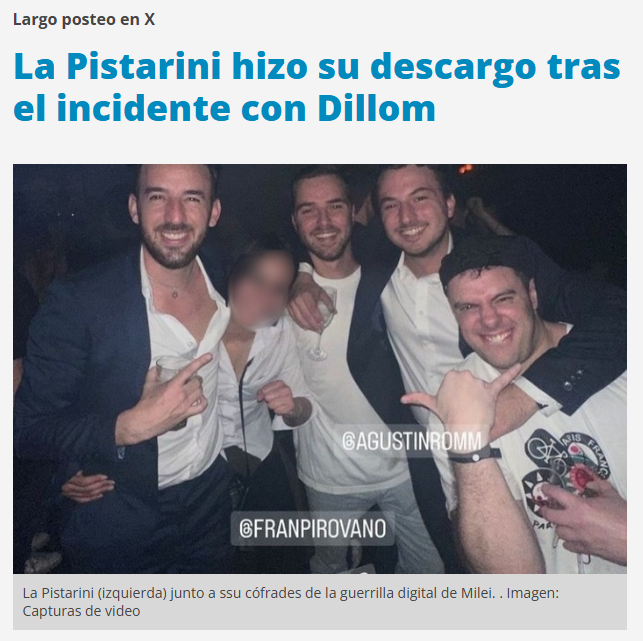 Largo posteo en X
La Pistarini hizo su descargo tras
el incidente con Dillom
@AGUSTINROMM
@FRANPIROVANO
La Pistarini (izquierda) junto a ssu cófrades de la guerrilla digital de Milei. . Imagen:
Capturas de video